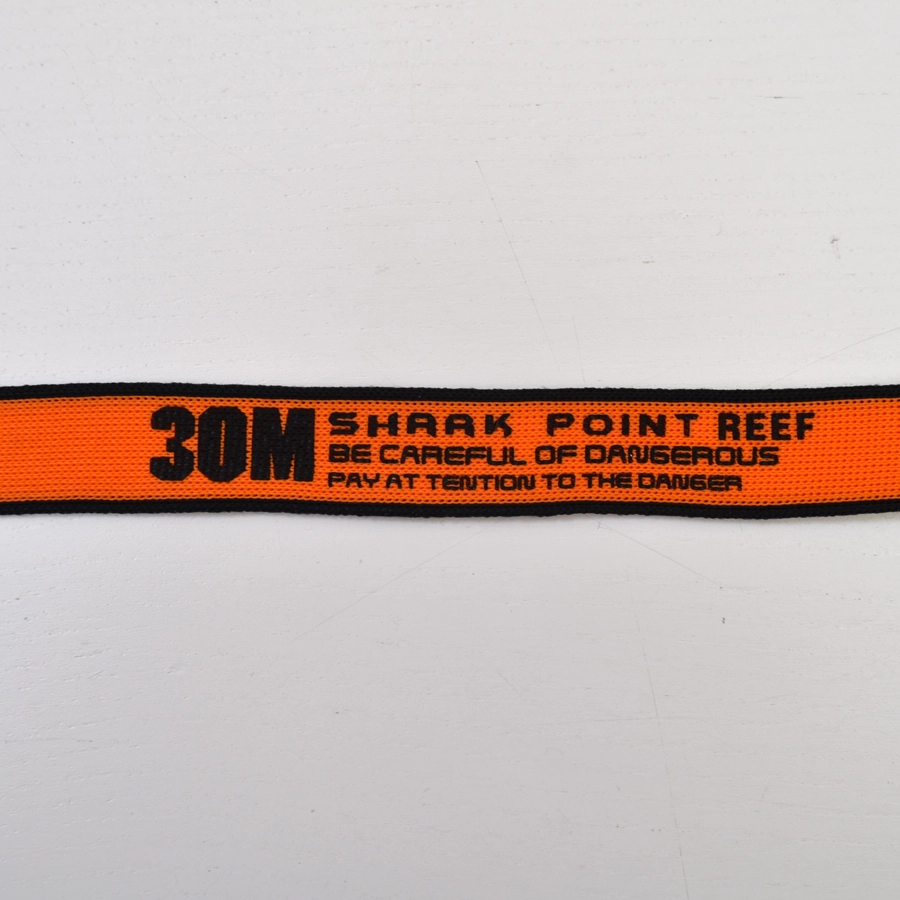 30M
SHARK POINT REEF
BE CAREFUL OF DANGEROUS
PAY AT TENTION TO THE DANGER